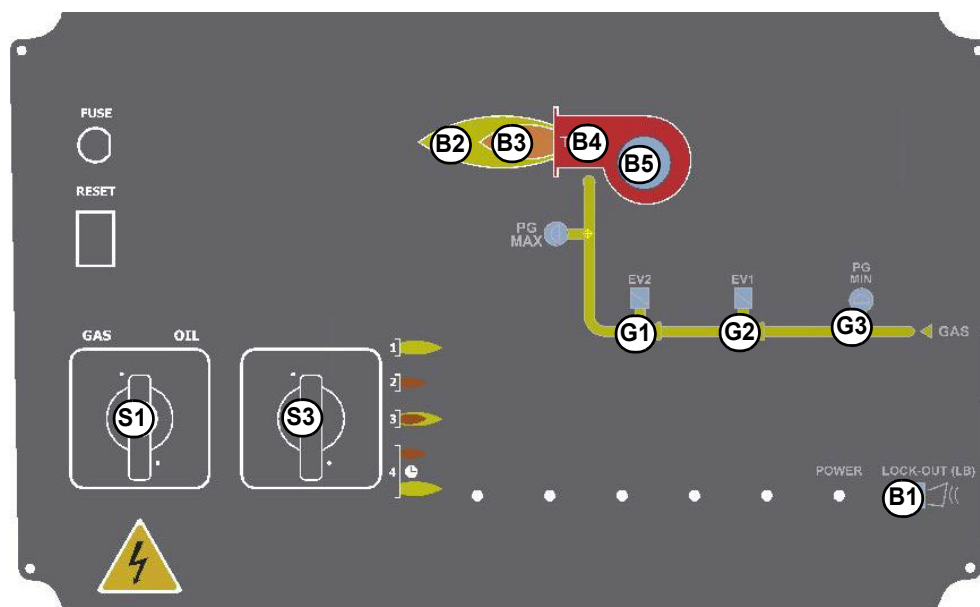 FUSE
B2 B3 B4 B5
RESET
PG
MAX
EV2 EV1 PG
MIN
G1 G2 G3 GAS
GAS OIL
1
2
S1 S3 3
4
POWER LOCK-OUT (LB)
B1